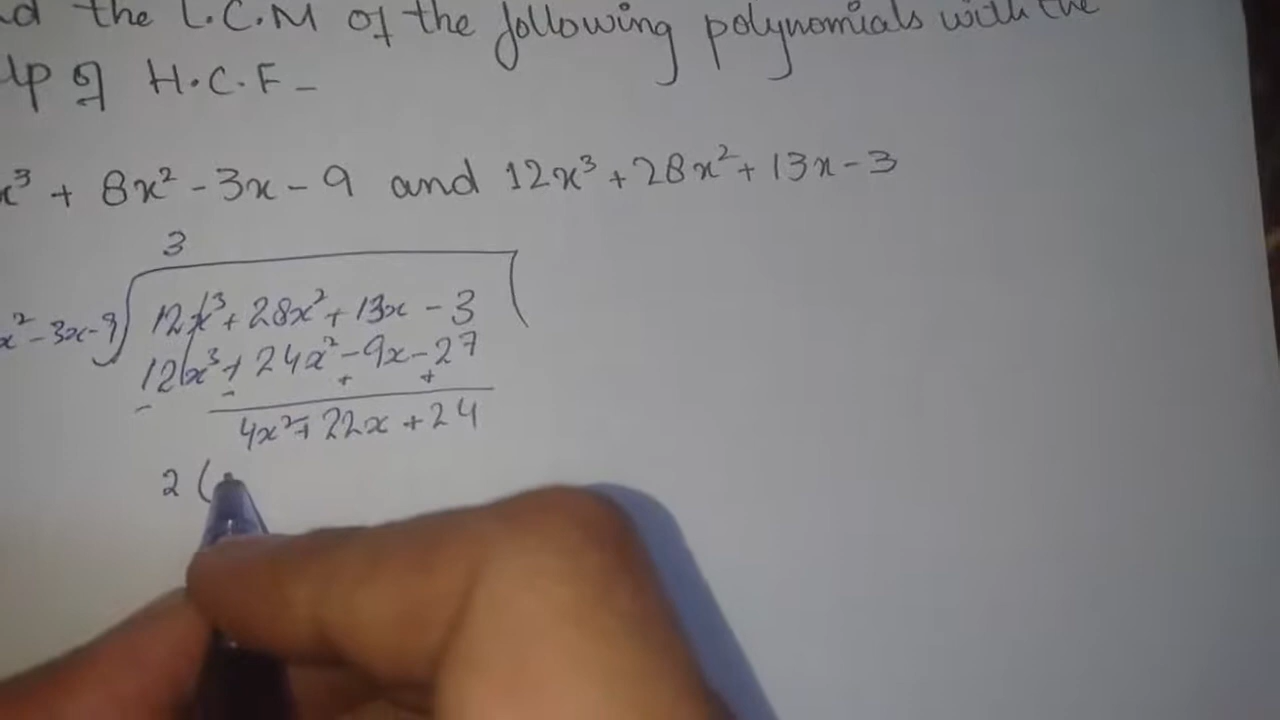 the L.C.M of the following polynomials with the
of H.C.F -
x³ + 8x² - 3x - 9 and 12x³ + 28x² + 13x - 3
3
x² - 3x - 9 12x³ + 28x² + 13x - 3
12x³ + 24x² - 9x - 27
- - + +
4x² + 22x + 24
2 (